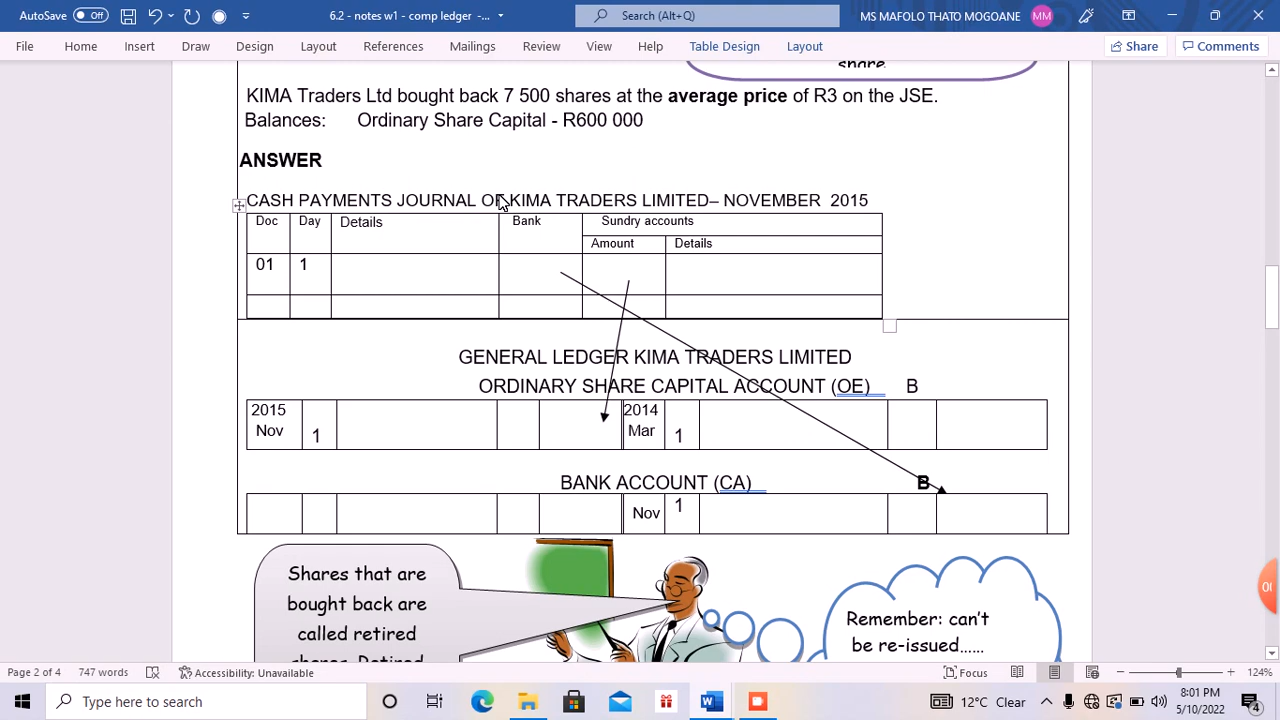 AutoSave Off 6.2 - notes w1 - comp ledger -... Search (Alt+Q) MS MAFOLO THATO MOGOANE MM
File Home Insert Draw Design Layout References Mailings Review View Help Table Design Layout Share Comments
share
KIMA Traders Ltd bought back 7 500 shares at the average price of R3 on the JSE.
Balances: Ordinary Share Capital - R600 000
ANSWER
CASH PAYMENTS JOURNAL OF KIMA TRADERS LIMITED– NOVEMBER 2015
Doc Day Details Bank Sundry accounts
Amount Details
01 1
GENERAL LEDGER KIMA TRADERS LIMITED
ORDINARY SHARE CAPITAL ACCOUNT (OE) B
2015 2014
Nov 1 Mar 1
BANK ACCOUNT (CA) B
Nov 1
Shares that are
bought back are
called retired
Remember: can't
be re-issued......
Page 2 of 4 747 words Accessibility: Unavailable Focus 124%
Type here to search 12°C Clear 8:01 PM
5/10/2022 4